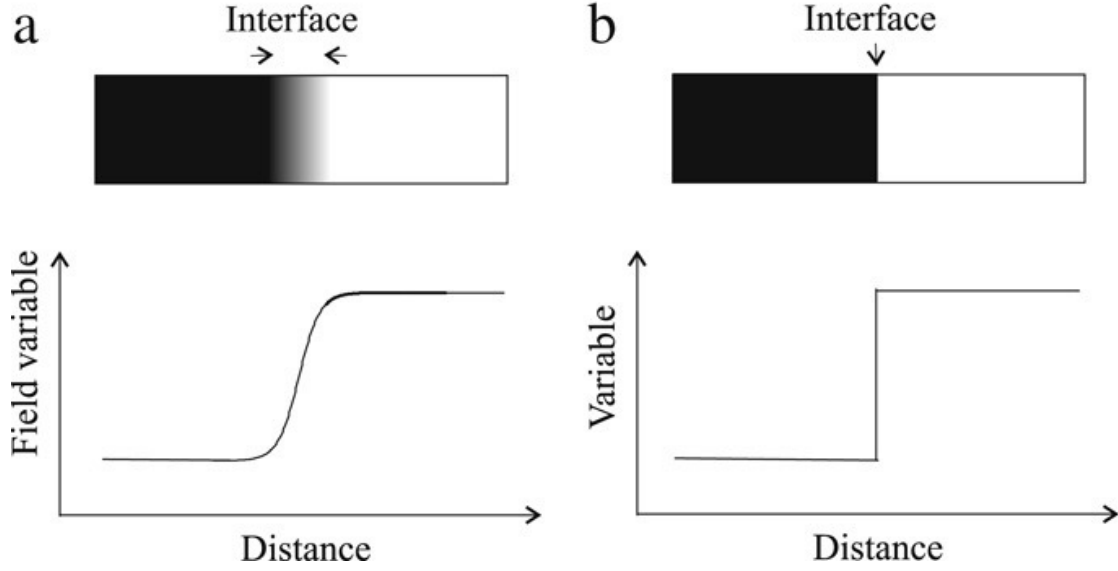 a
Interface
Field variable
Distance
b
Interface
Variable
Distance